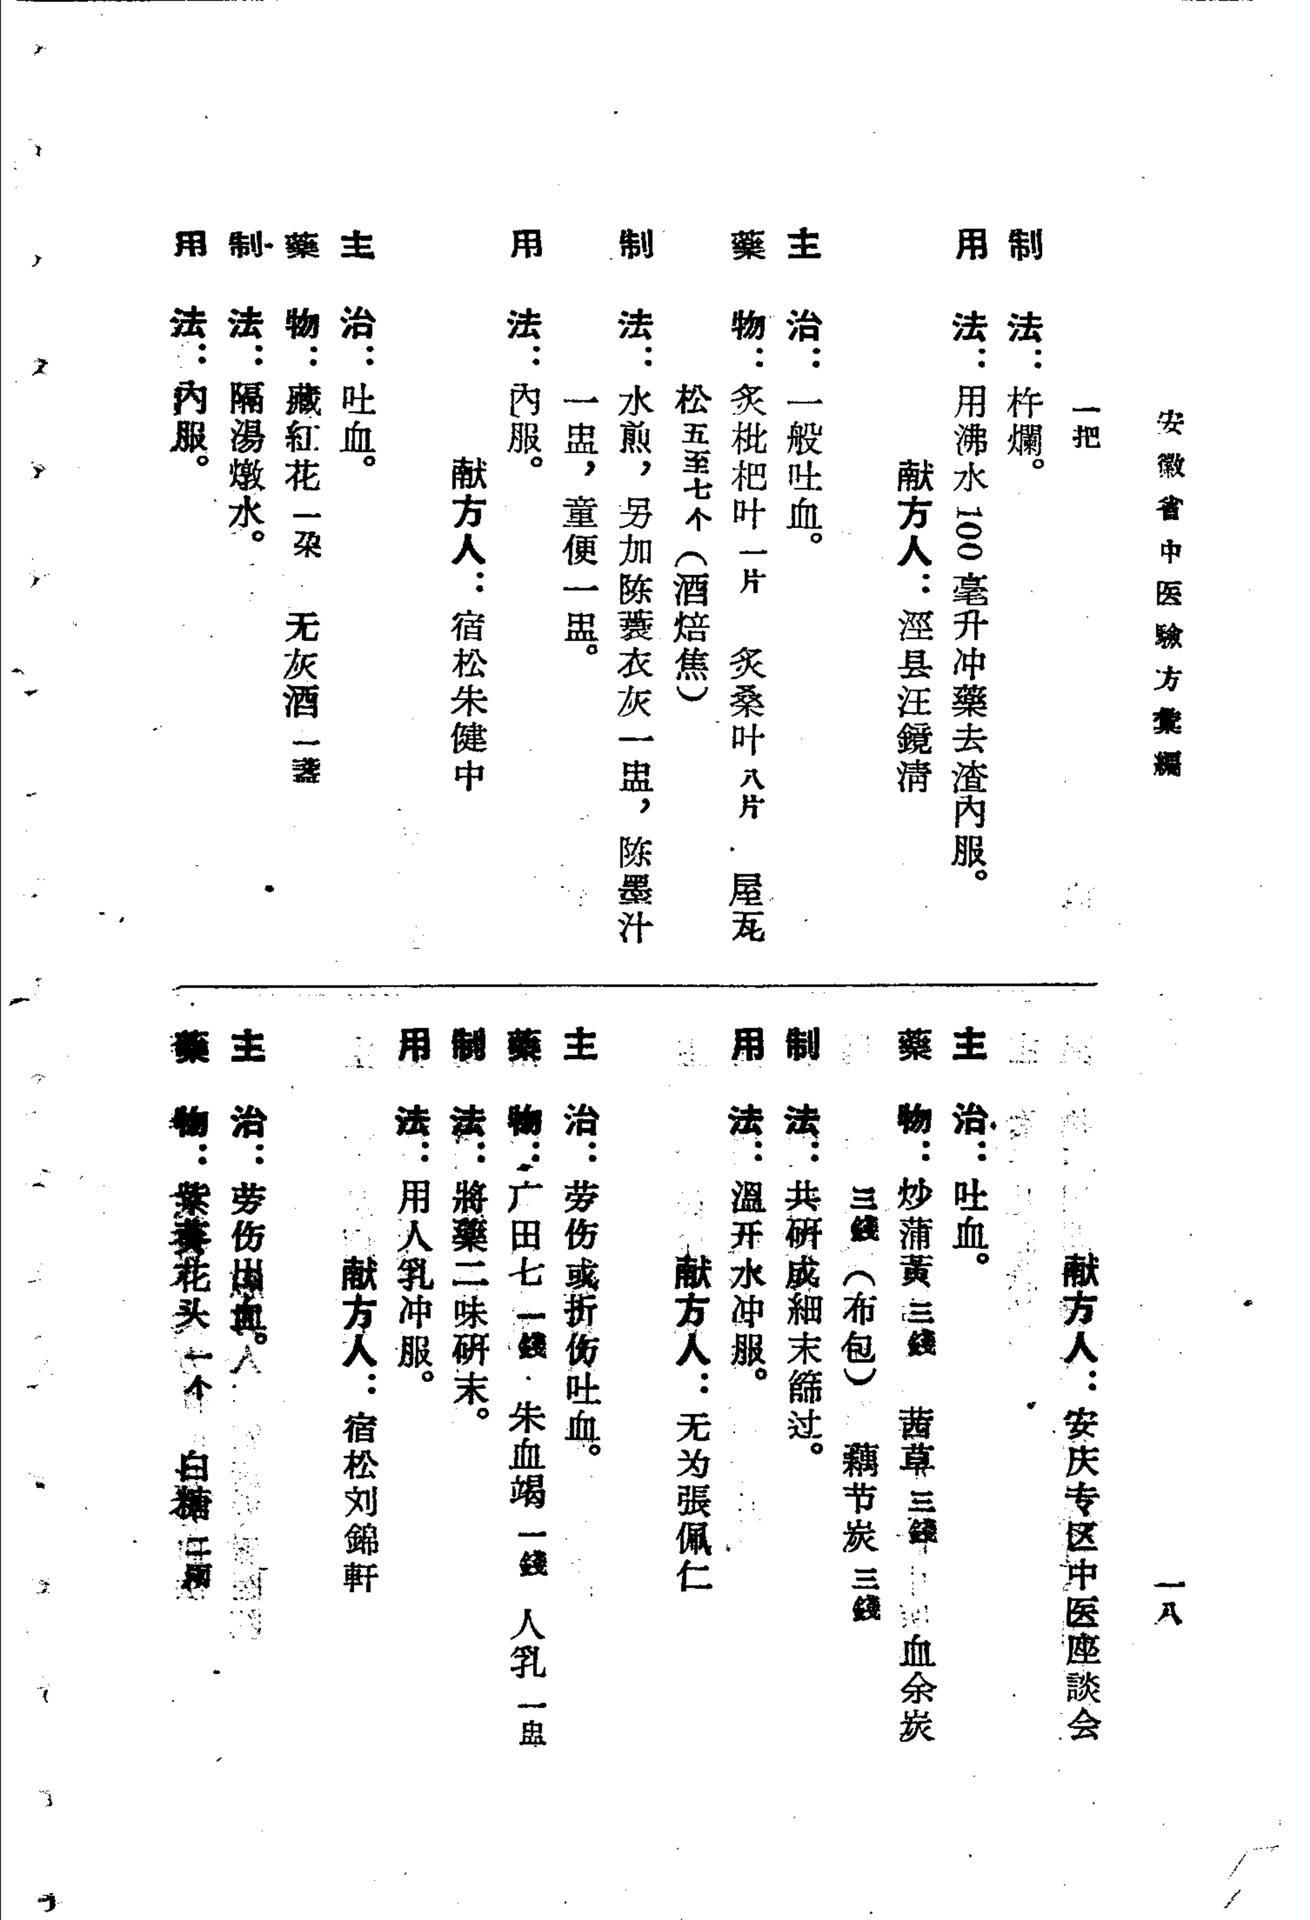 安徽省中医驗方彙編
一八
一把
制　法：杵爛。
用　法：用沸水100毫升冲藥去渣內服。
献方人：涇县汪鏡淸
主　治：一般吐血。
藥　物：炙枇杷叶一片　炙桑叶八片　屋瓦
松五至七个（酒焙焦）
制　法：水煎，另加陈蓑衣灰一盅，陈墨汁
一盅，童便一盅。
用　法：內服。
献方人：宿松朱健中
主　治：吐血。
藥　物：藏紅花一朶　无灰酒一盞
制　法：隔湯燉水。
用　法：內服。
献方人：安庆专区中医座談会
主　治：吐血。
藥　物：炒蒲黃三錢　茜草三錢　血余炭
三錢（布包）　藕节炭三錢
制　法：共硏成細末篩过。
用　法：溫开水冲服。
献方人：无为張佩仁
主　治：劳伤或折伤吐血。
藥　物：广田七一錢　朱血竭一錢　人乳一盅
制　法：將藥二味硏末。
用　法：用人乳冲服。
献方人：宿松刘錦軒
主　治：劳伤出血。
藥　物：紫花头一个　白糖二兩